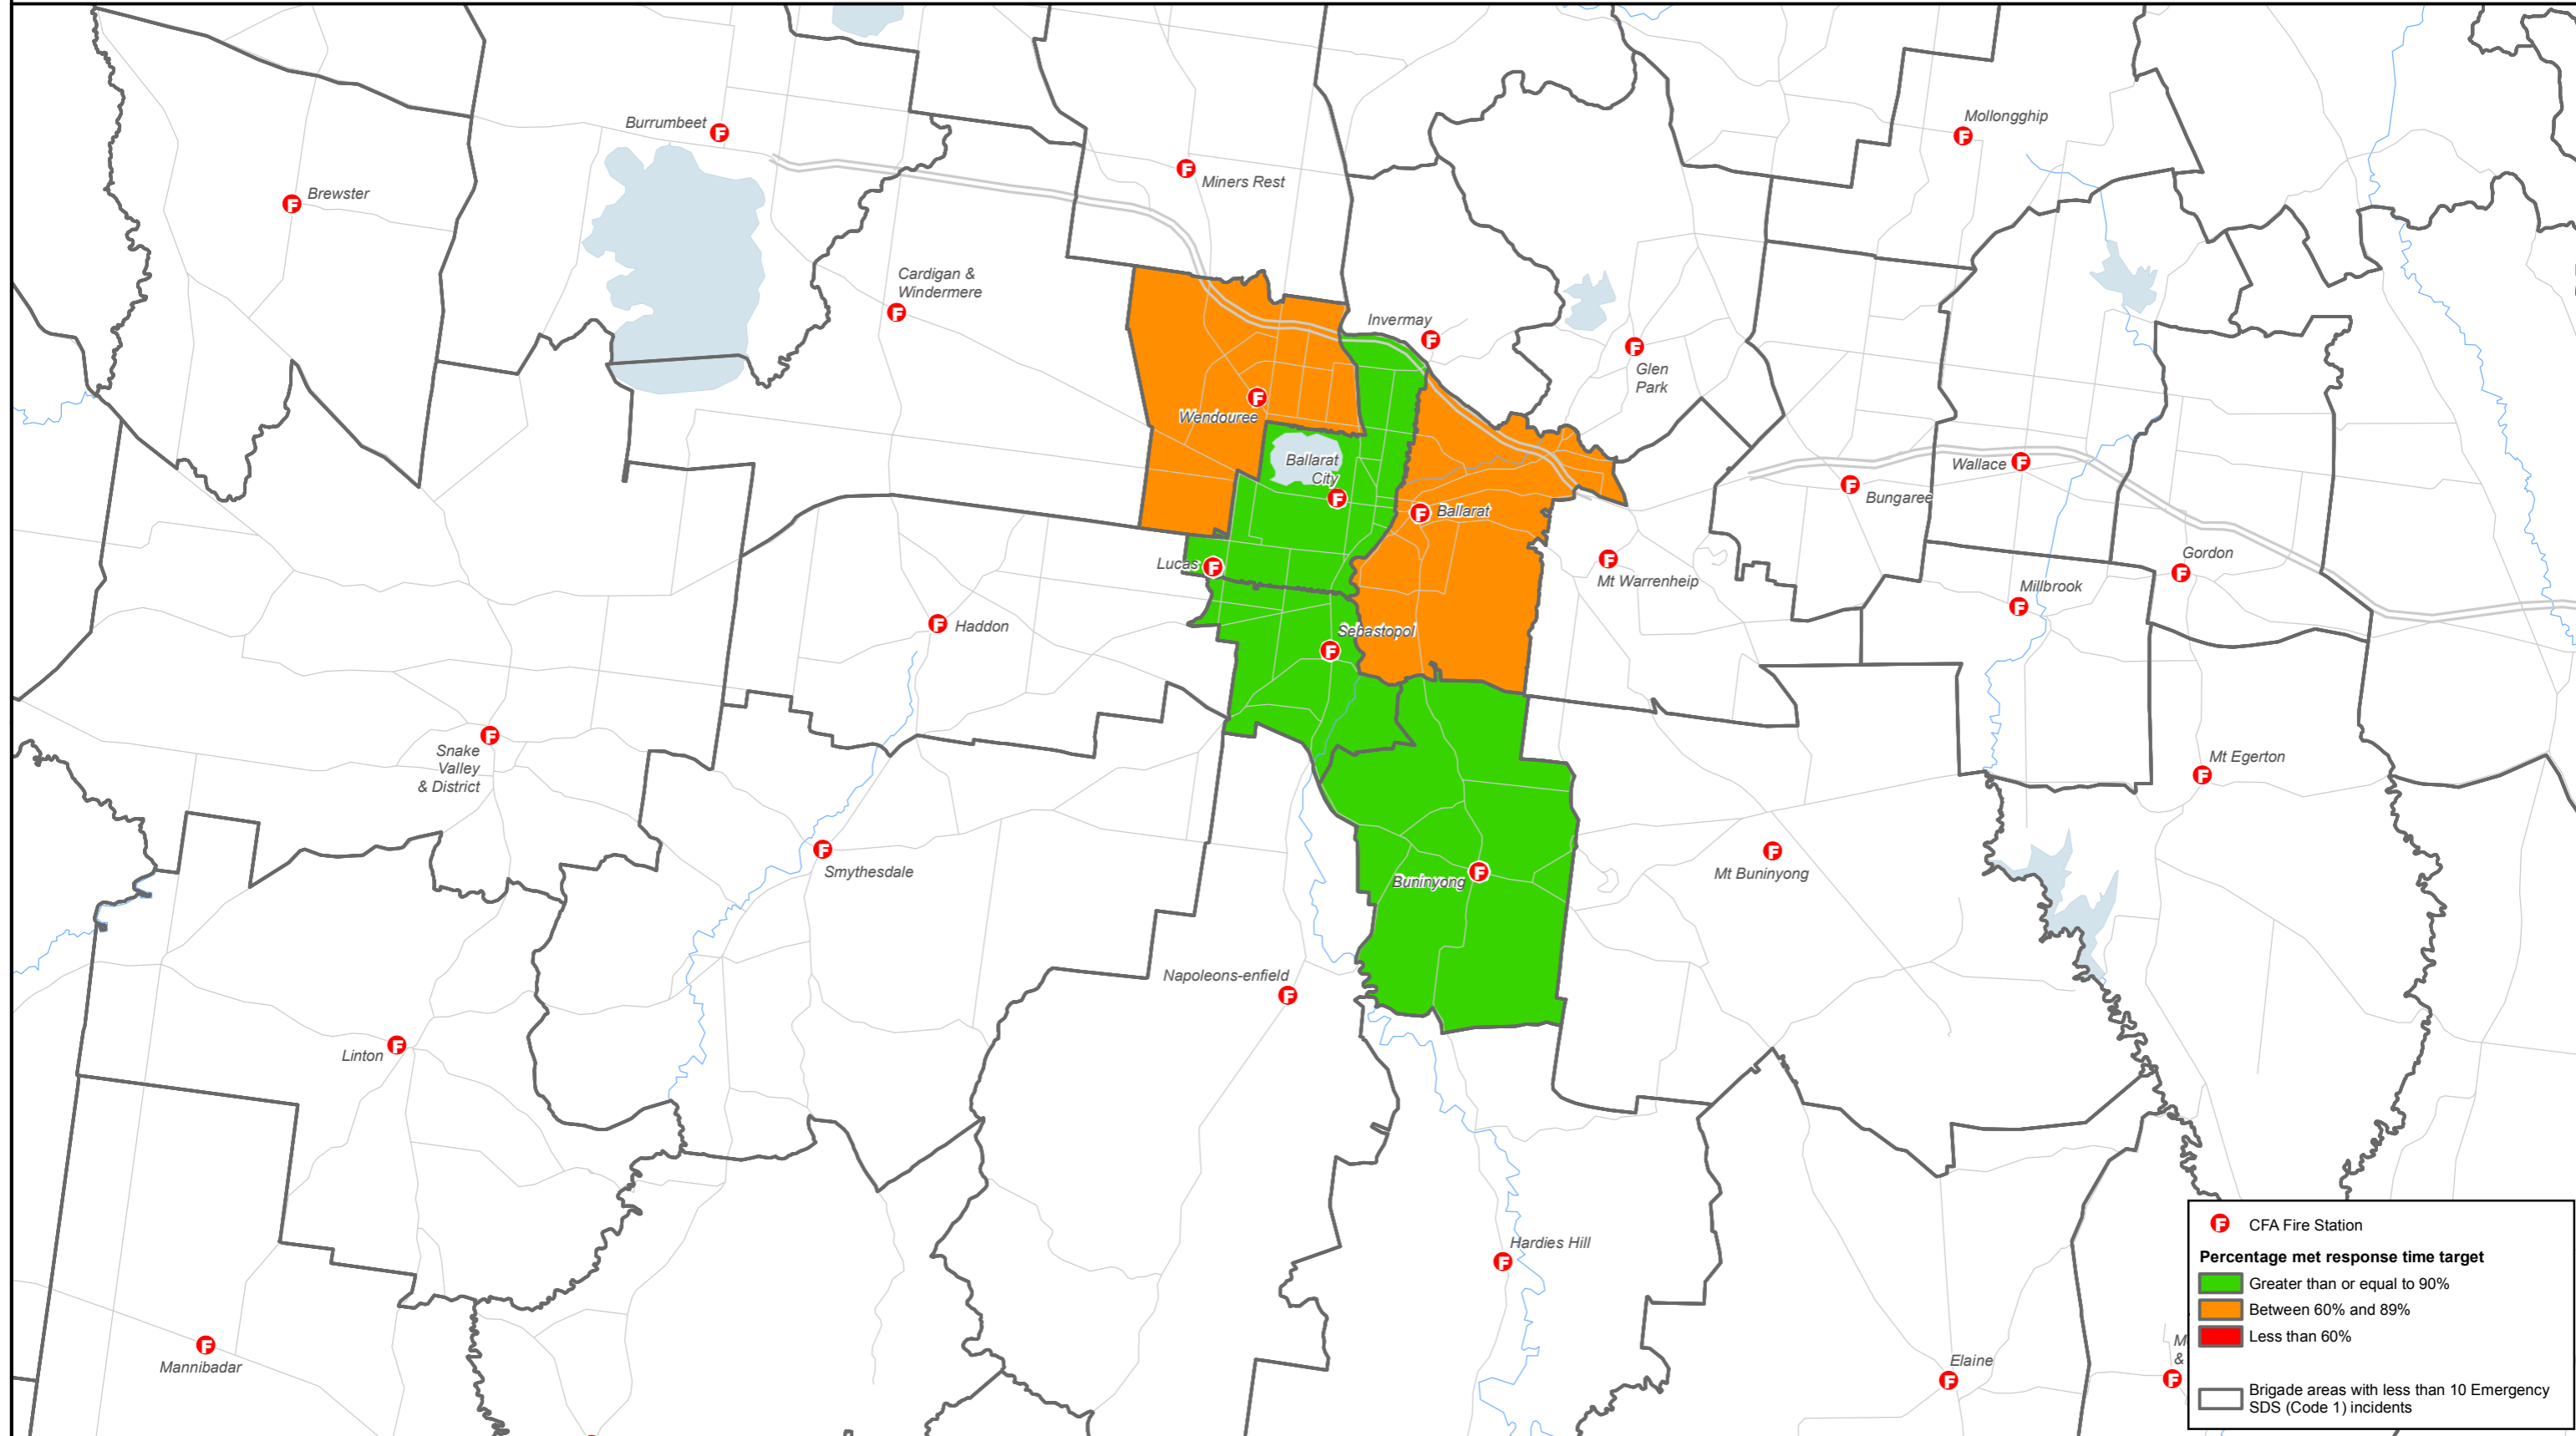 Burrumbeet
Mollongghip
Miners Rest
Brewster
Cardigan &
Windermere
Invermay
Glen
Park
Wendouree
Ballarat
City
Wallace
Bungaree
Ballarat
Lucas
Mt Warrenheip
Gordon
Millbrook
Haddon
Sebastopol
Snake
Valley
& District
Mt Egerton
Smythesdale
Buninyong
Mt Buninyong
Napoleons-enfield
Linton
Hardies Hill
Mannibadar
Elaine
M
&
F CFA Fire Station
Percentage met response time target
Greater than or equal to 90%
Between 60% and 89%
Less than 60%
Brigade areas with less than 10 Emergency
SDS (Code 1) incidents